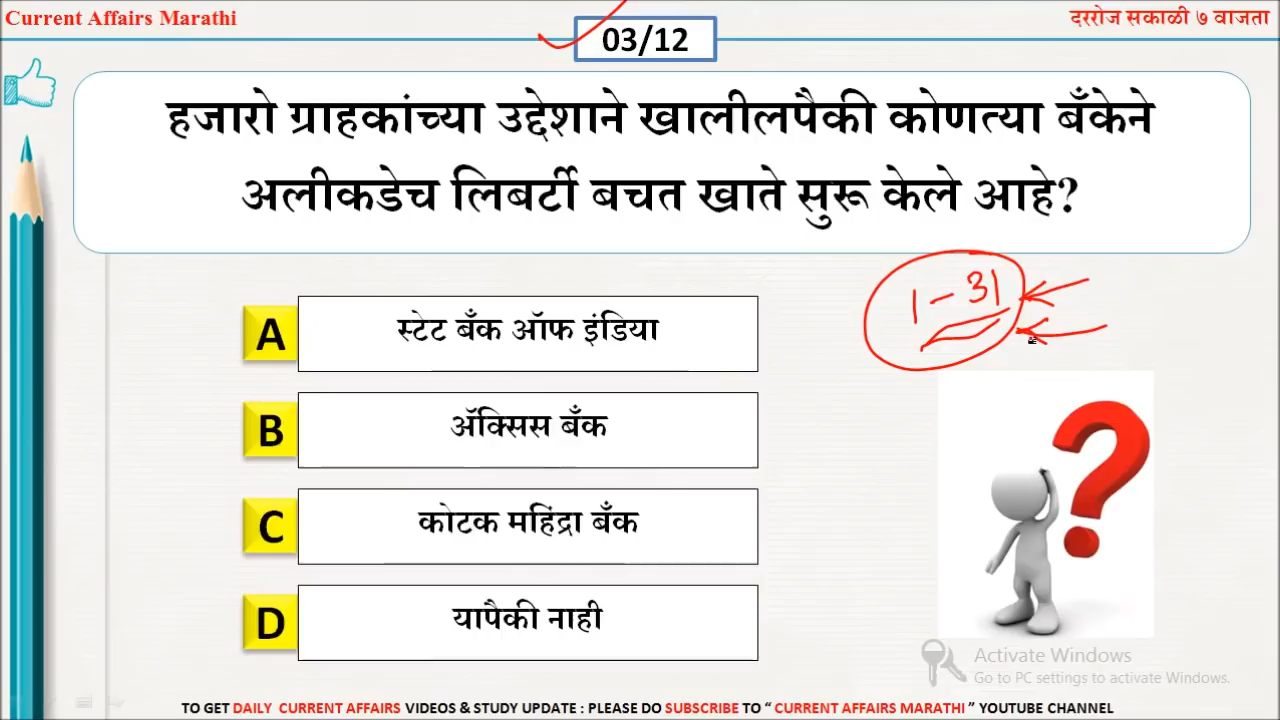 Current Affairs Marathi
दररोज सकाळी ७ वाजता
03/12
हजारो ग्राहकांच्या उद्देशाने खालीलपैकी कोणत्या बँकेने
अलीकडेच लिबर्टी बचत खाते सुरू केले आहे?
1-31
A स्टेट बँक ऑफ इंडिया
B ॲक्सिस बँक
C कोटक महिंद्रा बँक
D यापैकी नाही
Activate Windows
Go to PC settings to activate Windows.
TO GET DAILY CURRENT AFFAIRS VIDEOS & STUDY UPDATE : PLEASE DO SUBSCRIBE TO “ CURRENT AFFAIRS MARATHI ” YOUTUBE CHANNEL